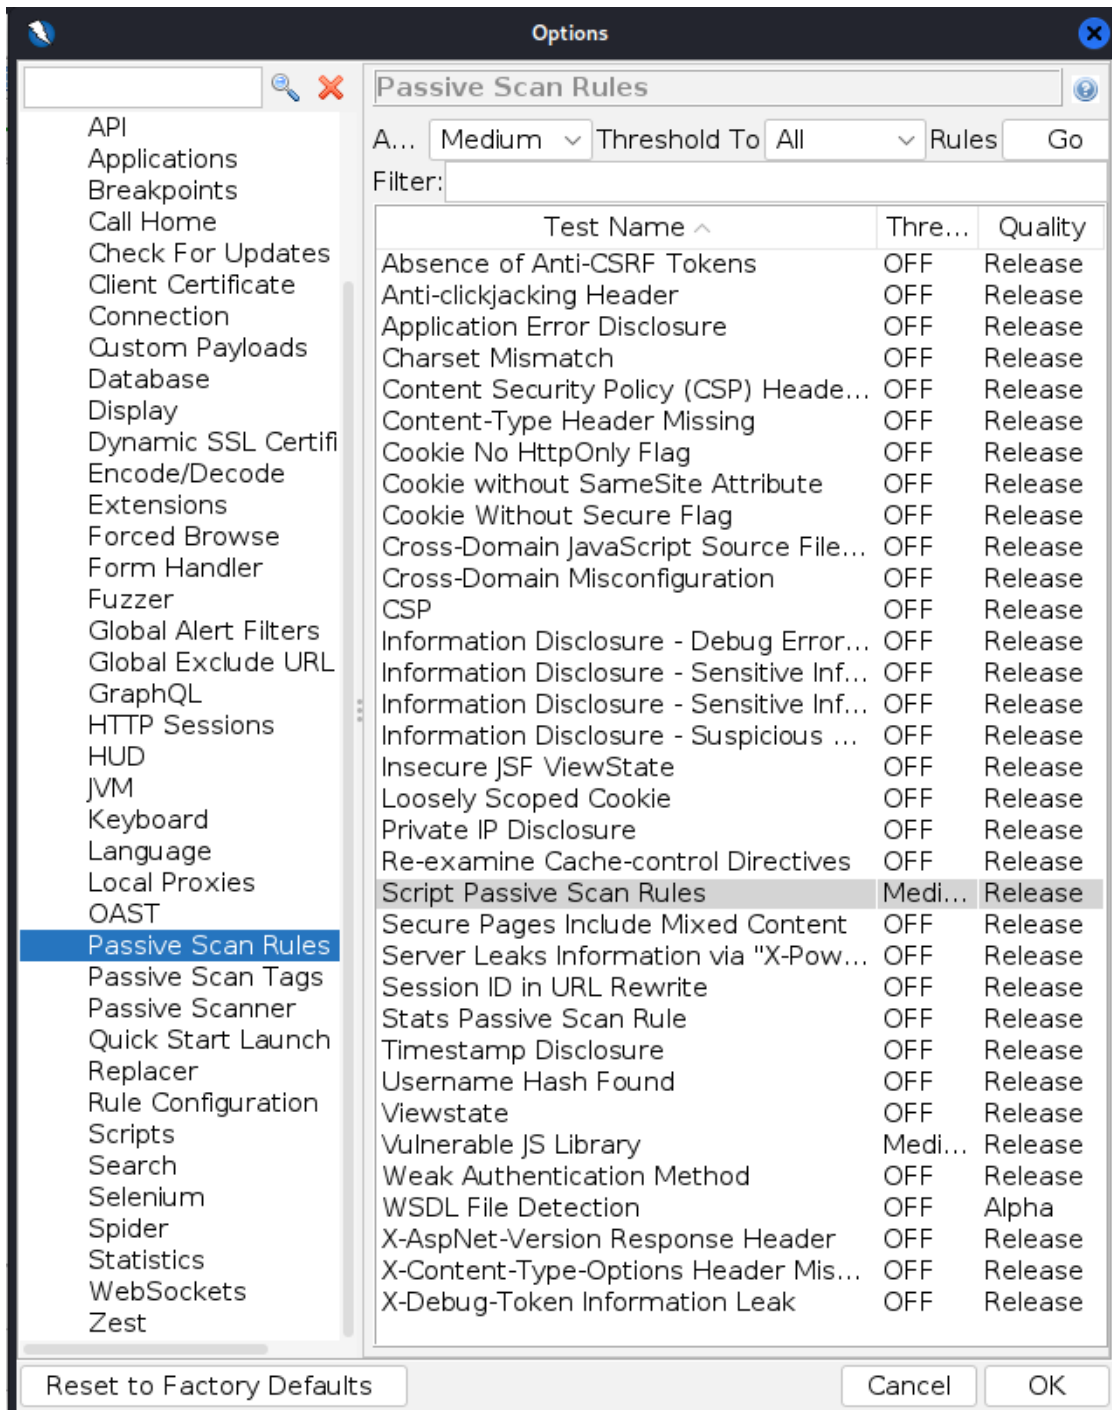 Options
Passive Scan Rules
A... Medium Threshold To All Rules Go
Filter:
API
Applications
Breakpoints
Call Home
Check For Updates
Client Certificate
Connection
Custom Payloads
Database
Display
Dynamic SSL Certifi
Encode/Decode
Extensions
Forced Browse
Form Handler
Fuzzer
Global Alert Filters
Global Exclude URL
GraphQL
HTTP Sessions
HUD
JVM
Keyboard
Language
Local Proxies
OAST
Passive Scan Rules
Passive Scan Tags
Passive Scanner
Quick Start Launch
Replacer
Rule Configuration
Scripts
Search
Selenium
Spider
Statistics
WebSockets
Zest
Test Name Thre... Quality
Absence of Anti-CSRF Tokens OFF Release
Anti-clickjacking Header OFF Release
Application Error Disclosure OFF Release
Charset Mismatch OFF Release
Content Security Policy (CSP) Heade... OFF Release
Content-Type Header Missing OFF Release
Cookie No HttpOnly Flag OFF Release
Cookie without SameSite Attribute OFF Release
Cookie Without Secure Flag OFF Release
Cross-Domain JavaScript Source File... OFF Release
Cross-Domain Misconfiguration OFF Release
CSP OFF Release
Information Disclosure - Debug Error... OFF Release
Information Disclosure - Sensitive Inf... OFF Release
Information Disclosure - Sensitive Inf... OFF Release
Information Disclosure - Suspicious ... OFF Release
Insecure JSF ViewState OFF Release
Loosely Scoped Cookie OFF Release
Private IP Disclosure OFF Release
Re-examine Cache-control Directives OFF Release
Script Passive Scan Rules Medi... Release
Secure Pages Include Mixed Content OFF Release
Server Leaks Information via "X-Pow... OFF Release
Session ID in URL Rewrite OFF Release
Stats Passive Scan Rule OFF Release
Timestamp Disclosure OFF Release
Username Hash Found OFF Release
Viewstate OFF Release
Vulnerable JS Library Medi... Release
Weak Authentication Method OFF Release
WSDL File Detection OFF Alpha
X-AspNet-Version Response Header OFF Release
X-Content-Type-Options Header Mis... OFF Release
X-Debug-Token Information Leak OFF Release
Reset to Factory Defaults Cancel OK